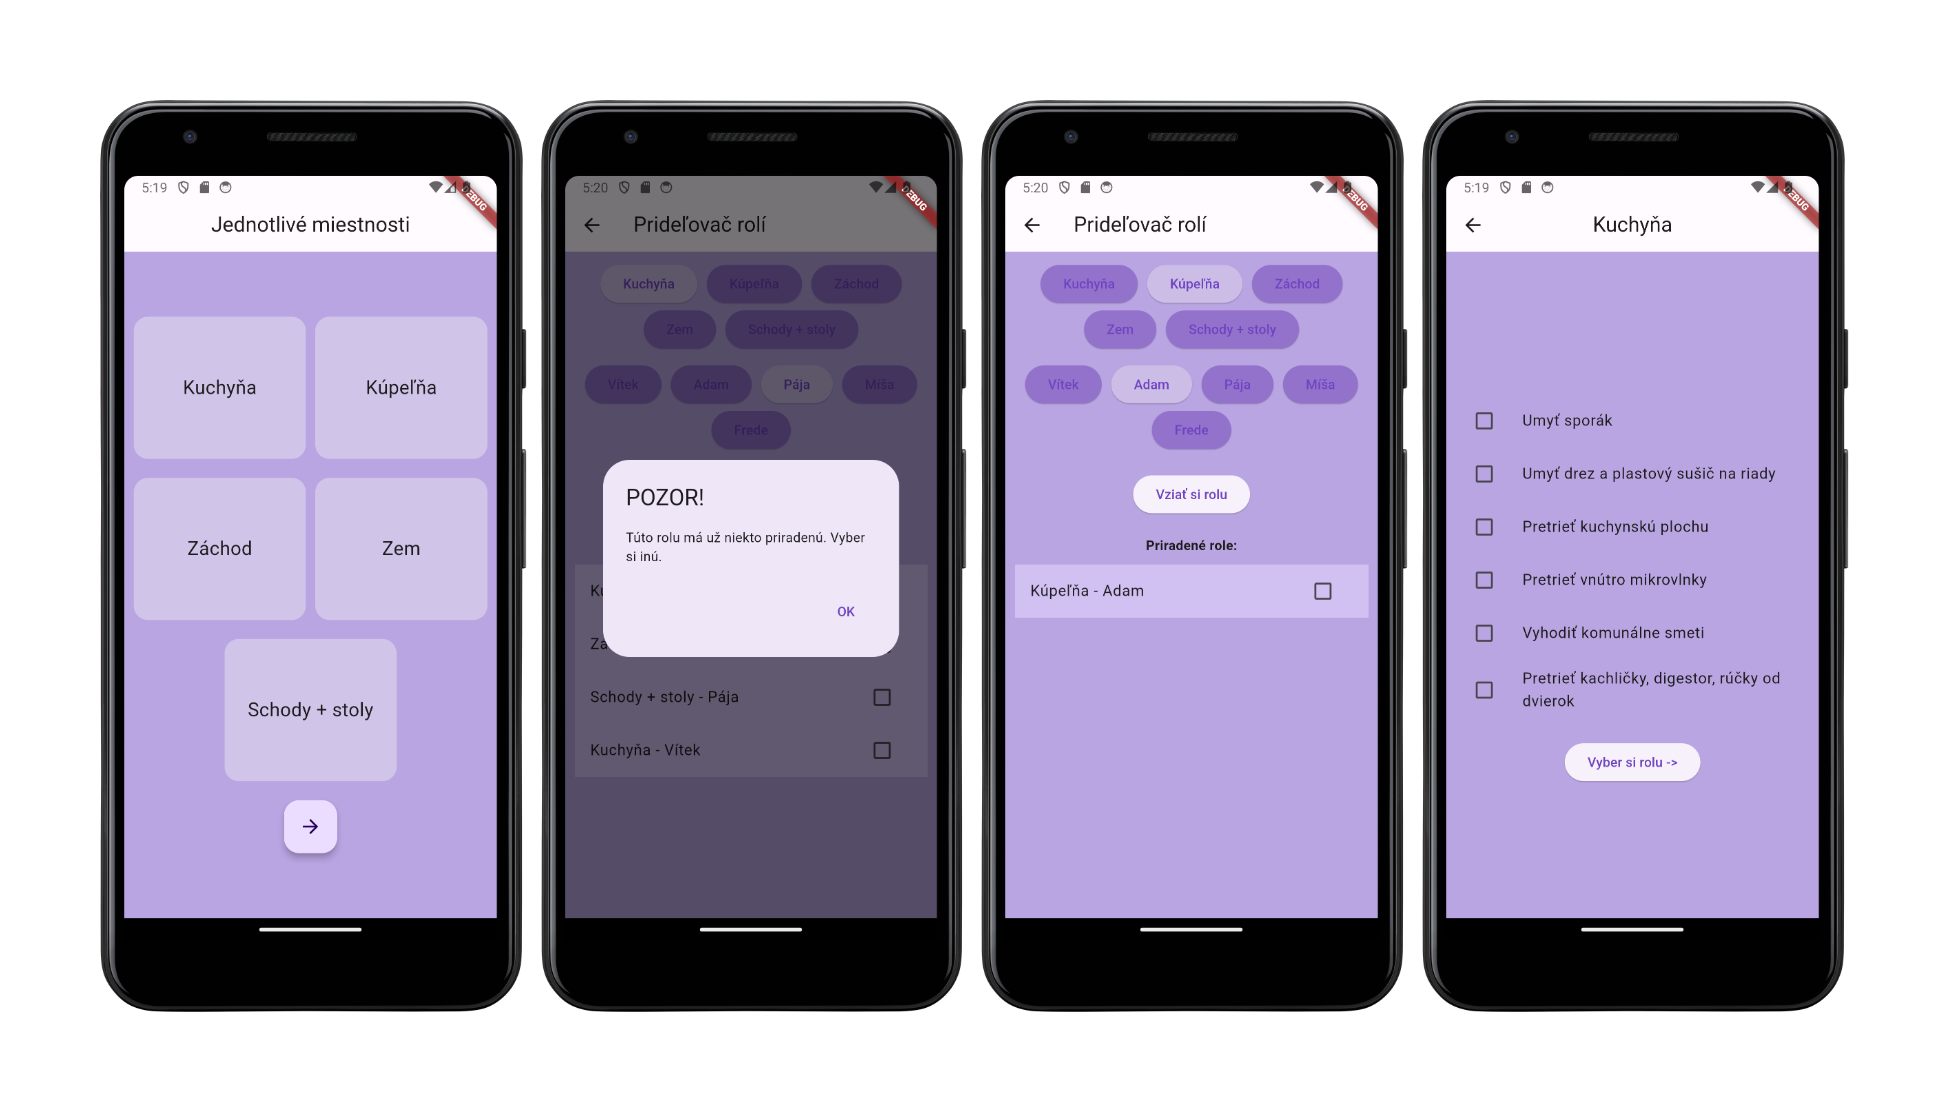 5:19
DEBUG
Jednotlivé miestnosti
Kuchyňa
Kúpeľňa
Záchod
Zem
Schody + stoly
5:20
DEBUG
Prideľovač rolí
Kuchyňa
Kúpeľňa
Záchod
Zem
Schody + stoly
Vítek
Adam
Pája
Míša
Frede
POZOR!
Túto rolu má už niekto priradenú. Vyber
si inú.
OK
Kú
Zá
Schody + stoly - Pája
Kuchyňa - Vítek
5:20
DEBUG
Prideľovač rolí
Kuchyňa
Kúpeľňa
Záchod
Zem
Schody + stoly
Vítek
Adam
Pája
Míša
Frede
Vziať si rolu
Priradené role:
Kúpeľňa - Adam
5:19
DEBUG
Kuchyňa
Umyť sporák
Umyť drez a plastový sušič na riady
Pretrieť kuchynskú plochu
Pretrieť vnútro mikrovlnky
Vyhodiť komunálne smeti
Pretrieť kachličky, digestor, rúčky od
dvierok
Vyber si rolu ->